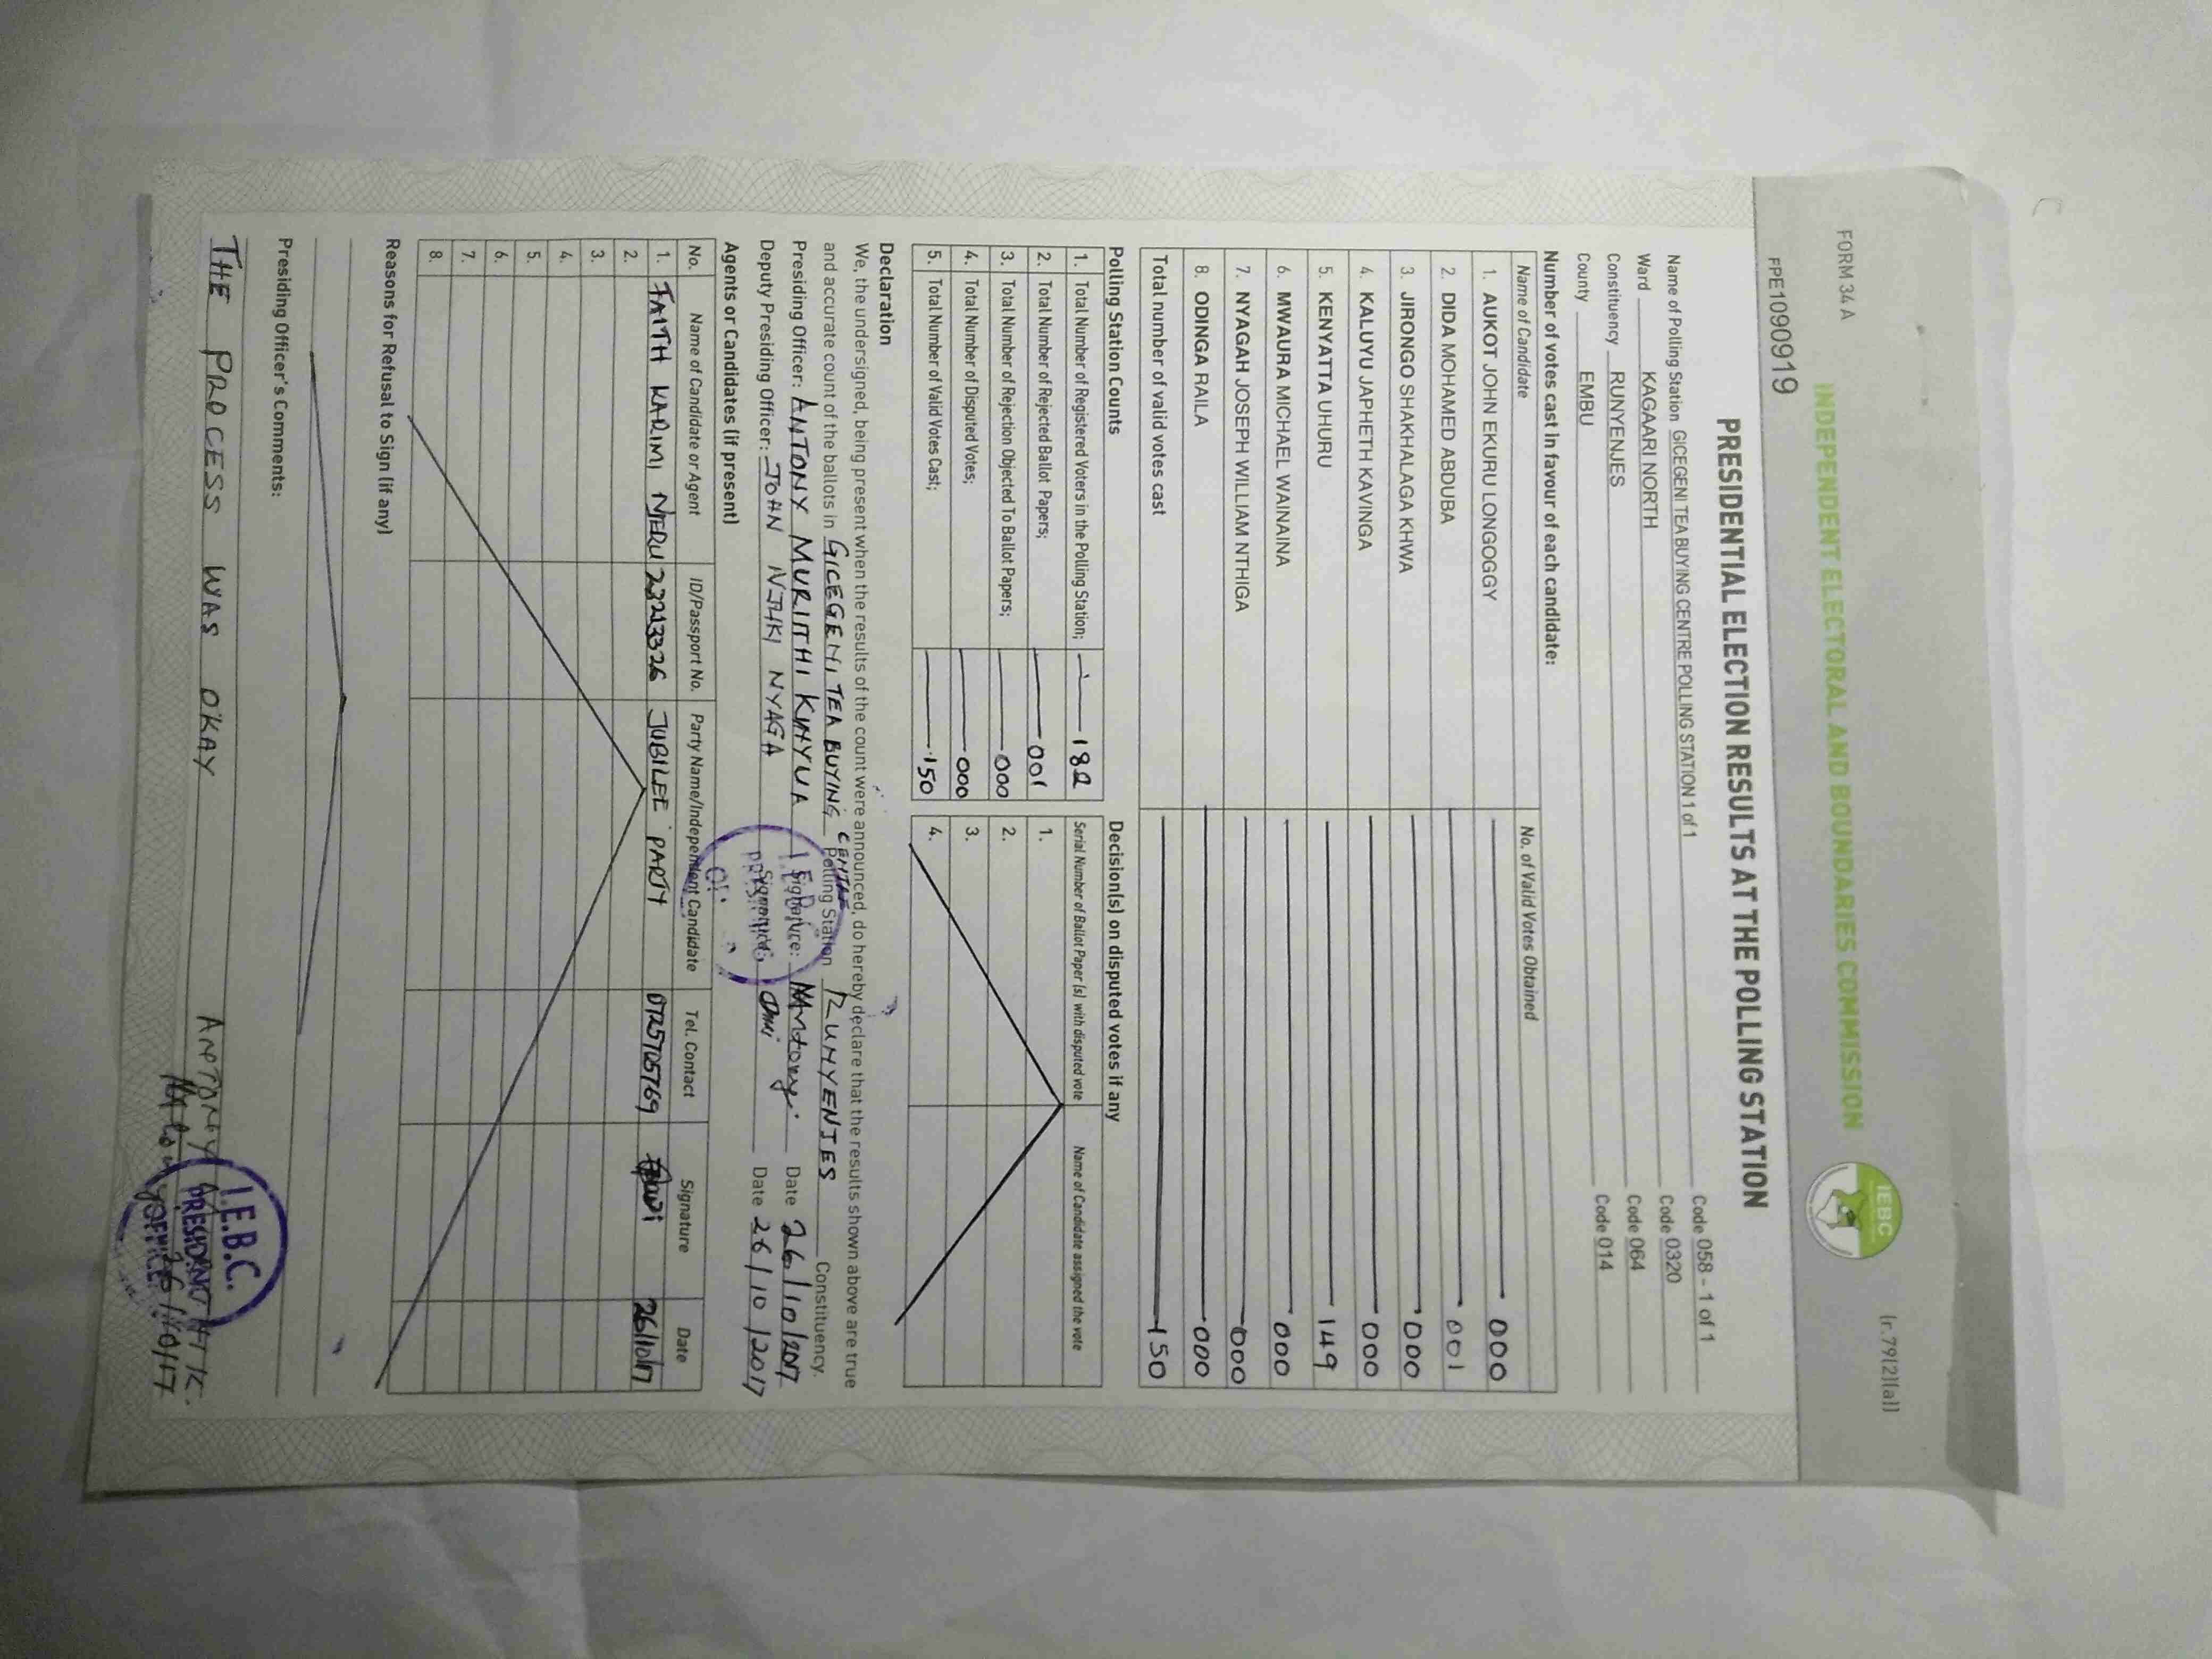 FORM 34 A
(r.79(2)(a))
INDEPENDENT ELECTORAL AND BOUNDARIES COMMISSION
IEBC
FPE1090919
PRESIDENTIAL ELECTION RESULTS AT THE POLLING STATION
Name of Polling Station GICEGENI TEA BUYING CENTRE POLLING STATION 1 of 1 Code 058 - 1 of 1
Ward KAGAARI NORTH Code 0320
Constituency RUNYENJES Code 064
County EMBU Code 014
Number of votes cast in favour of each candidate:
Name of Candidate No. of Valid Votes Obtained
1. AUKOT JOHN EKURU LONGOGGY 000
2. DIDA MOHAMED ABDUBA 001
3. JIRONGO SHAKHALAGA KHWA 000
4. KALUYU JAPHETH KAVINGA 000
5. KENYATTA UHURU 149
6. MWAURA MICHAEL WAINAINA 000
7. NYAGAH JOSEPH WILLIAM NTHIGA 000
8. ODINGA RAILA 000
Total number of valid votes cast 150
Polling Station Counts
1. Total Number of Registered Voters in the Polling Station; 182
2. Total Number of Rejected Ballot Papers; 001
3. Total Number of Rejection Objected To Ballot Papers; 000
4. Total Number of Disputed Votes; 000
5. Total Number of Valid Votes Cast; 150
Decision(s) on disputed votes if any
Serial Number of Ballot Paper (s) with disputed vote Name of Candidate assigned the vote
1.
2.
3.
4.
Declaration
We, the undersigned, being present when the results of the count were announced, do hereby declare that the results shown above are true
and accurate count of the ballots in GICEGENI TEA BUYING CENTRE Polling Station RUNYENJES Constituency.
Presiding Officer: ANTONY MURIITHI KINYUA Signature: Date 26/10/2017
Deputy Presiding Officer: JOHN NJIKI NYAGA Signature: Date 26/10/2017
Agents or Candidates (if present)
No. Name of Candidate or Agent ID/Passport No. Party Name/Independent Candidate Tel. Contact Signature Date
1. FAITH KARIMI NJERU 23213326 JUBILEE PARTY 0725705769 26/10/17
2.
3.
4.
5.
6.
7.
8.
Reasons for Refusal to Sign (if any)
Presiding Officer's Comments:
THE PROCESS WAS O'KAY ANTONY K.
I.E.B.C.
PRESIDING
OFFICER
26/10/17